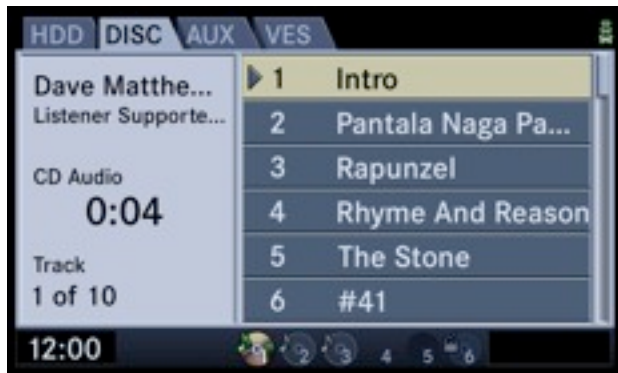 HDD DISC AUX VES
Dave Matthe...
Listener Supporte...
CD Audio
0:04
Track
1 of 10
1 Intro
2 Pantala Naga Pa...
3 Rapunzel
4 Rhyme And Reason
5 The Stone
6 #41
12:00
2 3 4 5 6